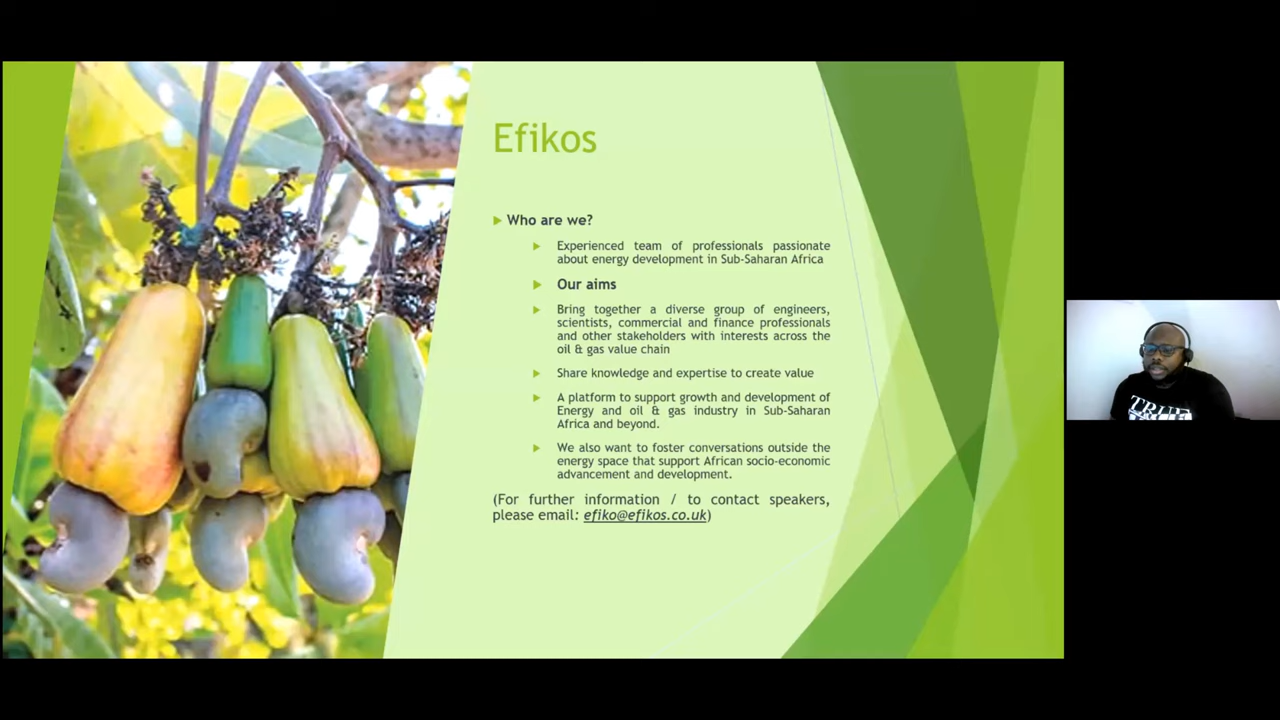 Efikos
Who are we?
Experienced team of professionals passionate
about energy development in Sub-Saharan Africa
Our aims
Bring together a diverse group of engineers,
scientists, commercial and finance professionals
and other stakeholders with interests across the
oil & gas value chain
Share knowledge and expertise to create value
A platform to support growth and development of
Energy and oil & gas industry in Sub-Saharan
Africa and beyond.
We also want to foster conversations outside the
energy space that support African socio-economic
advancement and development.
(For further information / to contact speakers,
please email: efiko@efikos.co.uk)
TRUE